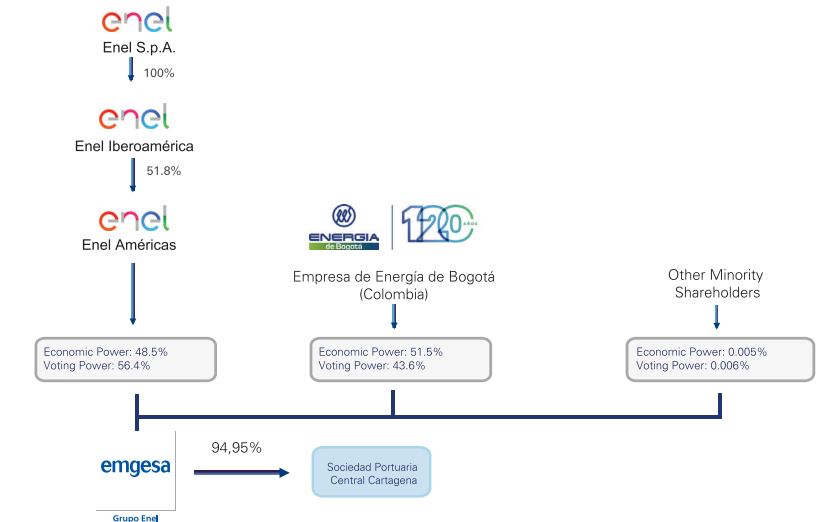 enel
Enel S.p.A.
100%
enel
Enel Iberoamérica
51.8%
enel
Enel Américas
ENERGIA
de Bogotá
120 AÑOS
Empresa de Energía de Bogotá
(Colombia)
Other Minority
Shareholders
Economic Power: 48.5%
Voting Power: 56.4%
Economic Power: 51.5%
Voting Power: 43.6%
Economic Power: 0.005%
Voting Power: 0.006%
emgesa
Grupo Enel
94,95%
Sociedad Portuaria
Central Cartagena